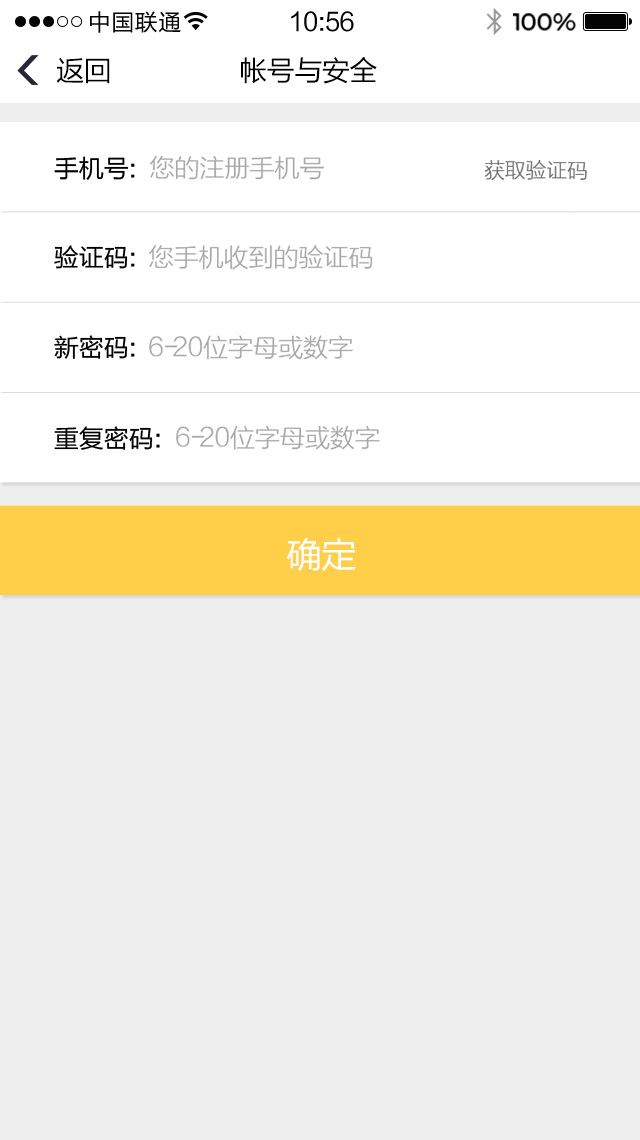 中国联通 10:56 100%
返回 帐号与安全
手机号: 您的注册手机号 获取验证码
验证码: 您手机收到的验证码
新密码: 6-20位字母或数字
重复密码: 6-20位字母或数字
确定